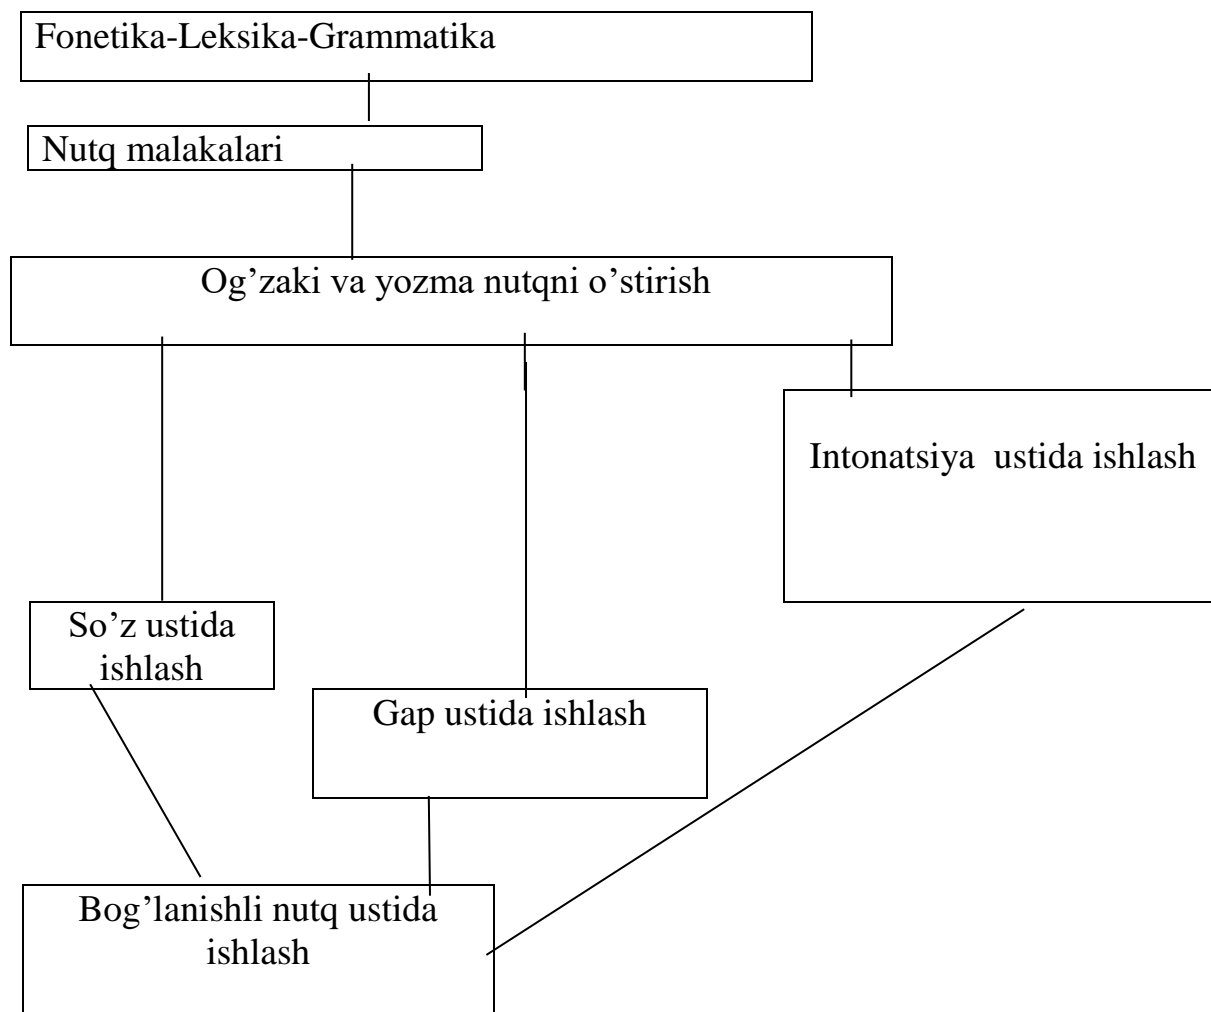 Fonetika-Leksika-Grammatika
Nutq malakalari
Og’zaki va yozma nutqni o’stirish
Intonatsiya ustida ishlash
So’z ustida
ishlash
Gap ustida ishlash
Bog’lanishli nutq ustida
ishlash